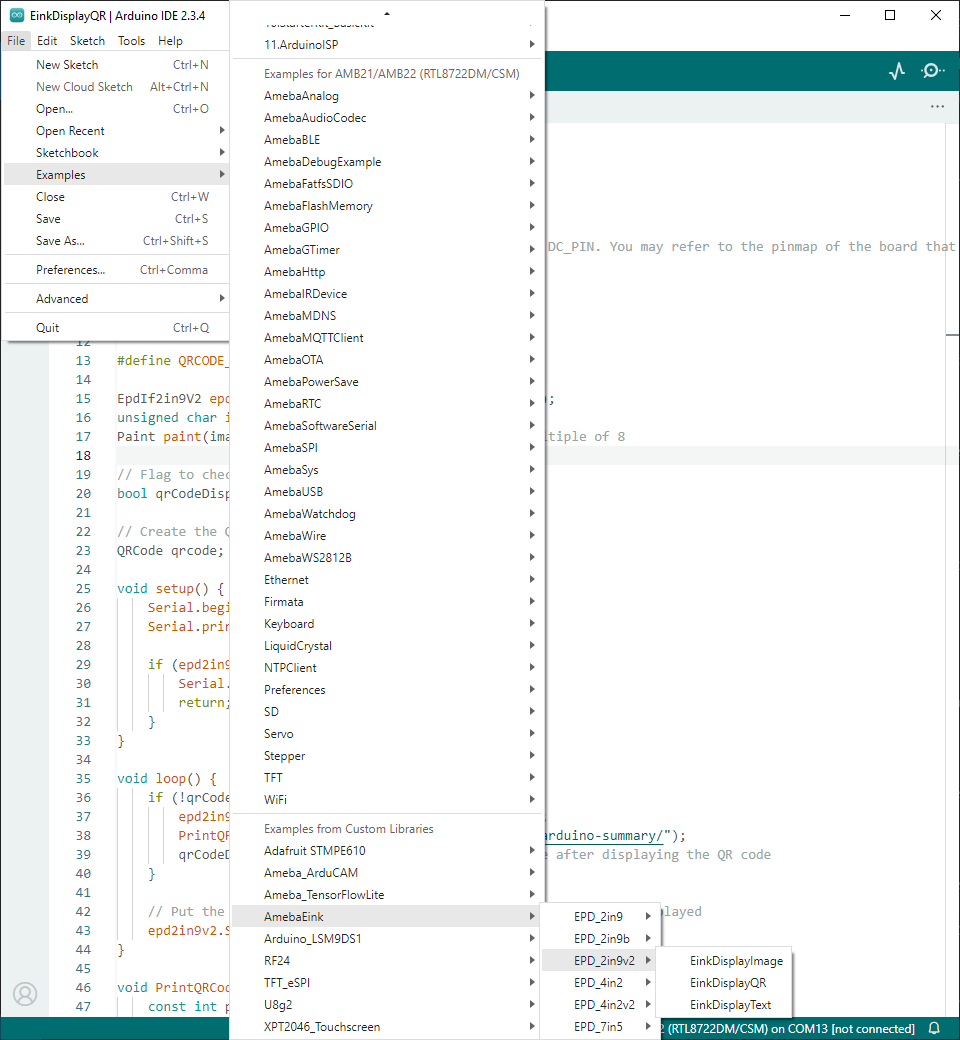 EinkDisplayQR | Arduino IDE 2.3.4
File Edit Sketch Tools Help
New Sketch Ctrl+N
New Cloud Sketch Alt+Ctrl+N
Open... Ctrl+O
Open Recent
Sketchbook
Examples
Close Ctrl+W
Save Ctrl+S
Save As... Ctrl+Shift+S
Preferences... Ctrl+Comma
Advanced
Quit Ctrl+Q
11.ArduinoISP
Examples for AMB21/AMB22 (RTL8722DM/CSM)
AmebaAnalog
AmebaAudioCodec
AmebaBLE
AmebaDebugExample
AmebaFatfsSDIO
AmebaFlashMemory
AmebaGPIO
AmebaGTimer
AmebaHttp
AmebaIRDevice
AmebaMDNS
AmebaMQTTClient
AmebaOTA
AmebaPowerSave
AmebaRTC
AmebaSoftwareSerial
AmebaSPI
AmebaSys
AmebaUSB
AmebaWatchdog
AmebaWire
AmebaWS2812B
Ethernet
Firmata
Keyboard
LiquidCrystal
NTPClient
Preferences
SD
Servo
Stepper
TFT
WiFi
Examples from Custom Libraries
Adafruit STMPE610
Ameba_ArduCAM
Ameba_TensorFlowLite
AmebaEink
Arduino_LSM9DS1
RF24
TFT_eSPI
U8g2
XPT2046_Touchscreen
EPD_2in9
EPD_2in9b
EPD_2in9v2
EPD_4in2
EPD_4in2v2
EPD_7in5
EinkDisplayImage
EinkDisplayQR
EinkDisplayText
DC_PIN. You may refer to the pinmap of the board that
12
13 #define QRCODE_
14
15 EpdIf2in9V2 epd );
16 unsigned char i
17 Paint paint(ima tiple of 8
18
19 // Flag to chec
20 bool qrCodeDisp
21
22 // Create the Q
23 QRCode qrcode;
24
25 void setup() {
26 Serial.begi
27 Serial.prin
28
29 if (epd2in9
30 Serial.
31 return;
32 }
33 }
34
35 void loop() {
36 if (!qrCode
37 epd2in9
38 PrintQR arduino-summary/");
39 qrCodeD e after displaying the QR code
40 }
41
42 // Put the layed
43 epd2in9v2.S
44 }
45
46 void PrintQRCod
47 const int p
2 (RTL8722DM/CSM) on COM13 [not connected]